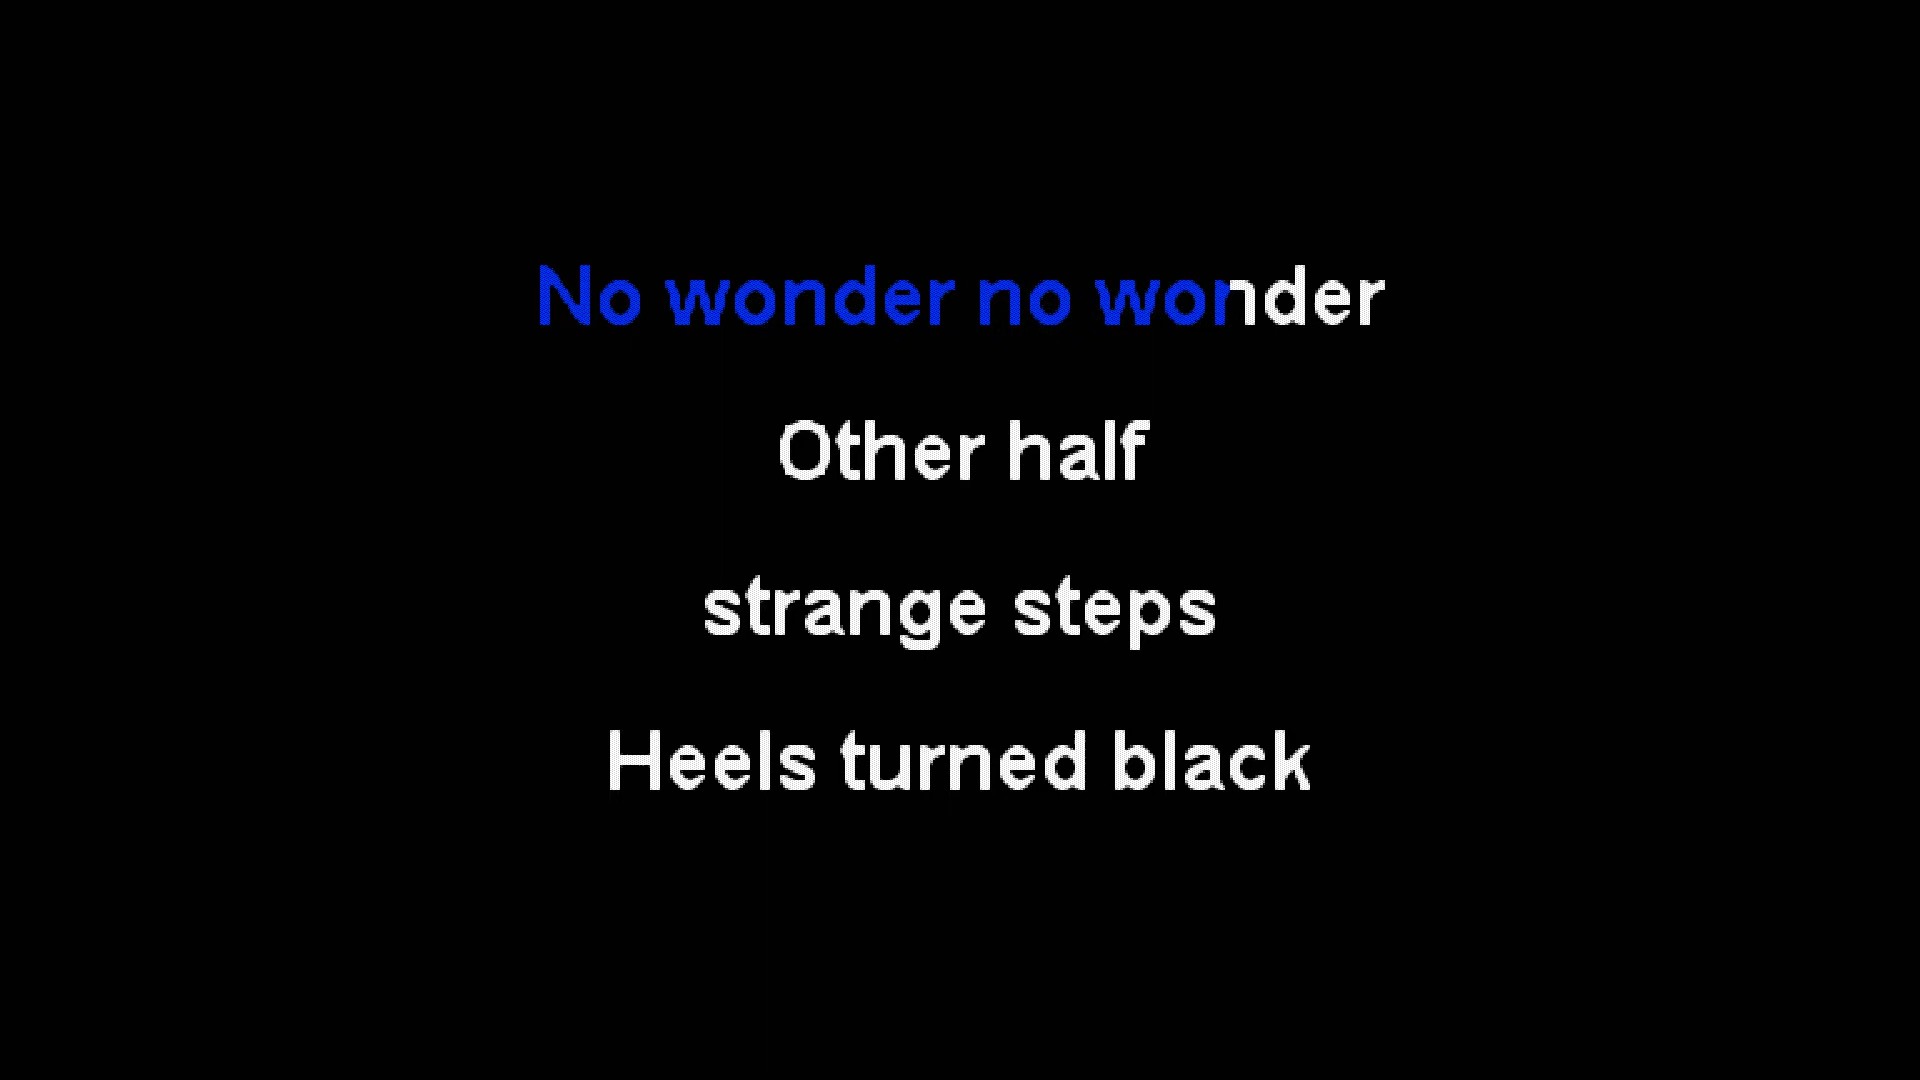 No wonder no wonder
Other half
strange steps
Heels turned black